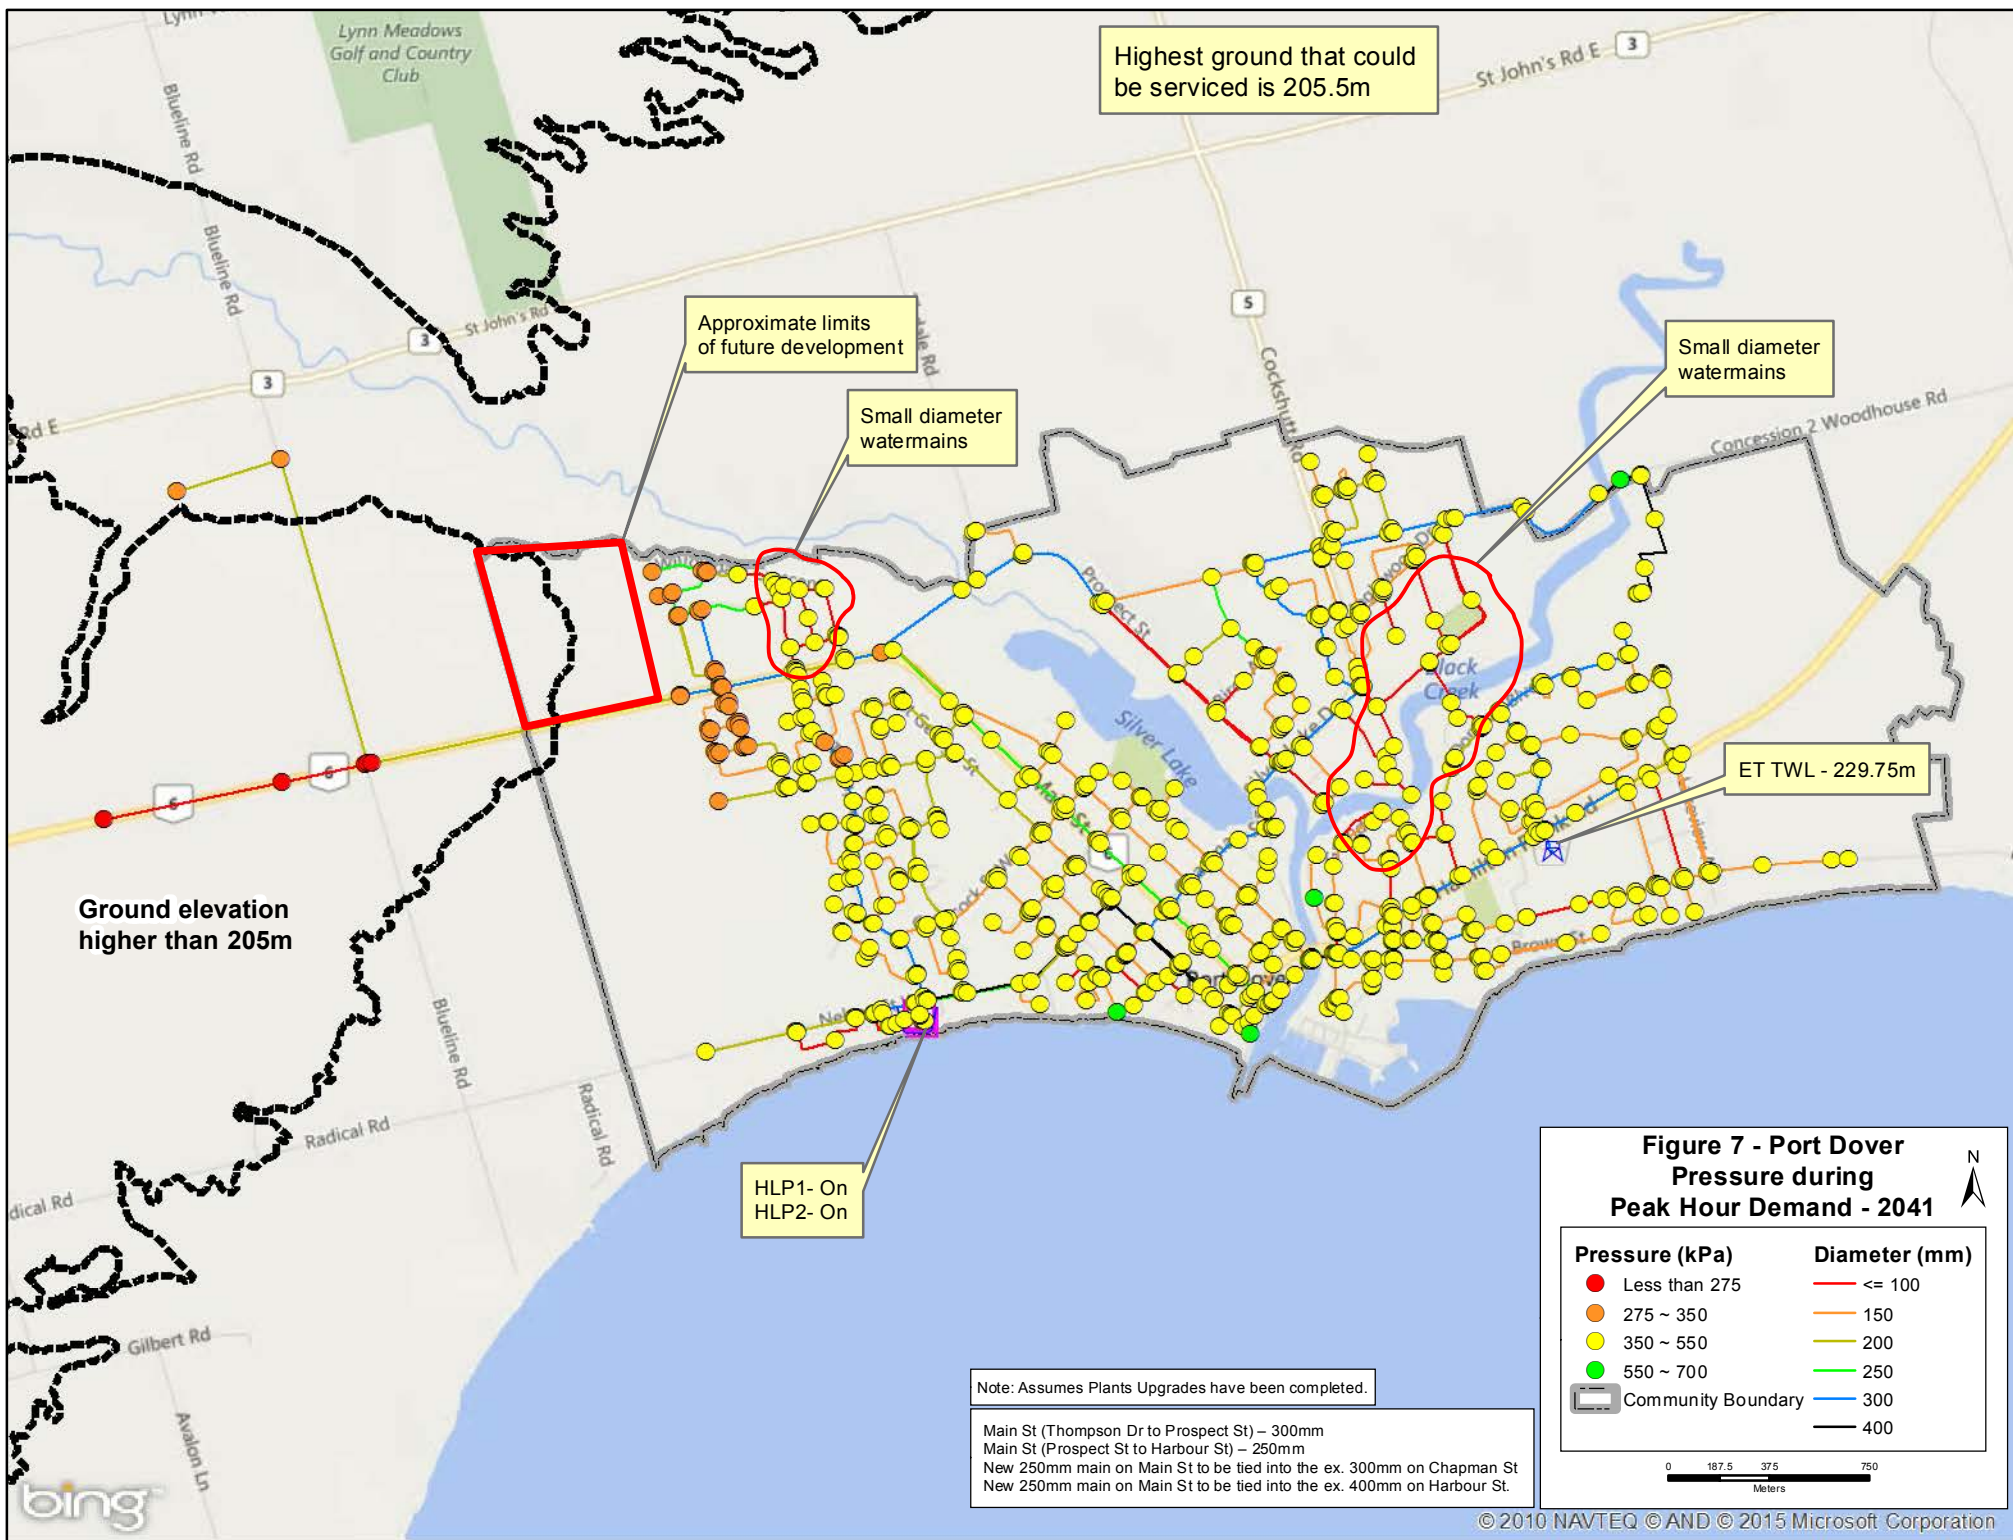 Lynn Meadows
Golf and Country
Club
Highest ground that could
be serviced is 205.5m
3
St John's Rd E
Blueline Rd
Blueline Rd
Approximate limits
of future development
5
St John's Rd
3
3
Small diameter
watermains
Cockshutt Rd
Small diameter
watermains
Concession 2 Woodhouse Rd
Prospect St
Black
Creek
Silver Lake
Main St
6
ET TWL - 229.75m
6
6
Ground elevation
higher than 205m
Brown St
Port Dover
Blueline Rd
Radical Rd
Radical Rd
HLP1- On
HLP2- On
Gilbert Rd
Avalon Ln
Figure 7 - Port Dover
Pressure during
Peak Hour Demand - 2041
N
Pressure (kPa)
Less than 275
275 ~ 350
350 ~ 550
550 ~ 700
Community Boundary
Diameter (mm)
<= 100
150
200
250
300
400
0 187.5 375 750
Meters
Note: Assumes Plants Upgrades have been completed.
Main St (Thompson Dr to Prospect St) – 300mm
Main St (Prospect St to Harbour St) – 250mm
New 250mm main on Main St to be tied into the ex. 300mm on Chapman St
New 250mm main on Main St to be tied into the ex. 400mm on Harbour St.
bing
© 2010 NAVTEQ © AND © 2015 Microsoft Corporation